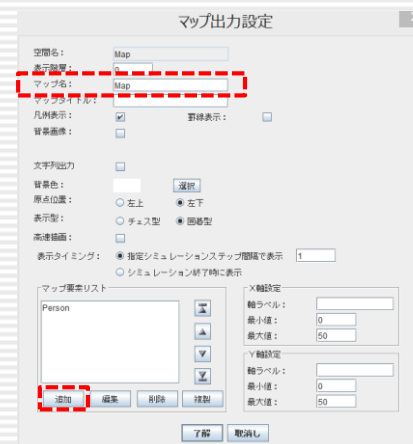 マップ出力設定
空間名： Map
表示階層： 0
マップ名： Map
マップタイトル：
凡例表示： 罫線表示：
背景画像：
文字列出力
背景色： 選択
原点位置： 左上 左下
表示型： チェス型 囲碁型
高速描画：
表示タイミング： 指定シミュレーションステップ間隔で表示 1
シミュレーション終了時に表示
マップ要素リスト
Person
追加 編集 削除 複製
X軸設定
軸ラベル：
最小値： 0
最大値： 50
Y軸設定
軸ラベル：
最小値： 0
最大値： 50
了解 取消し